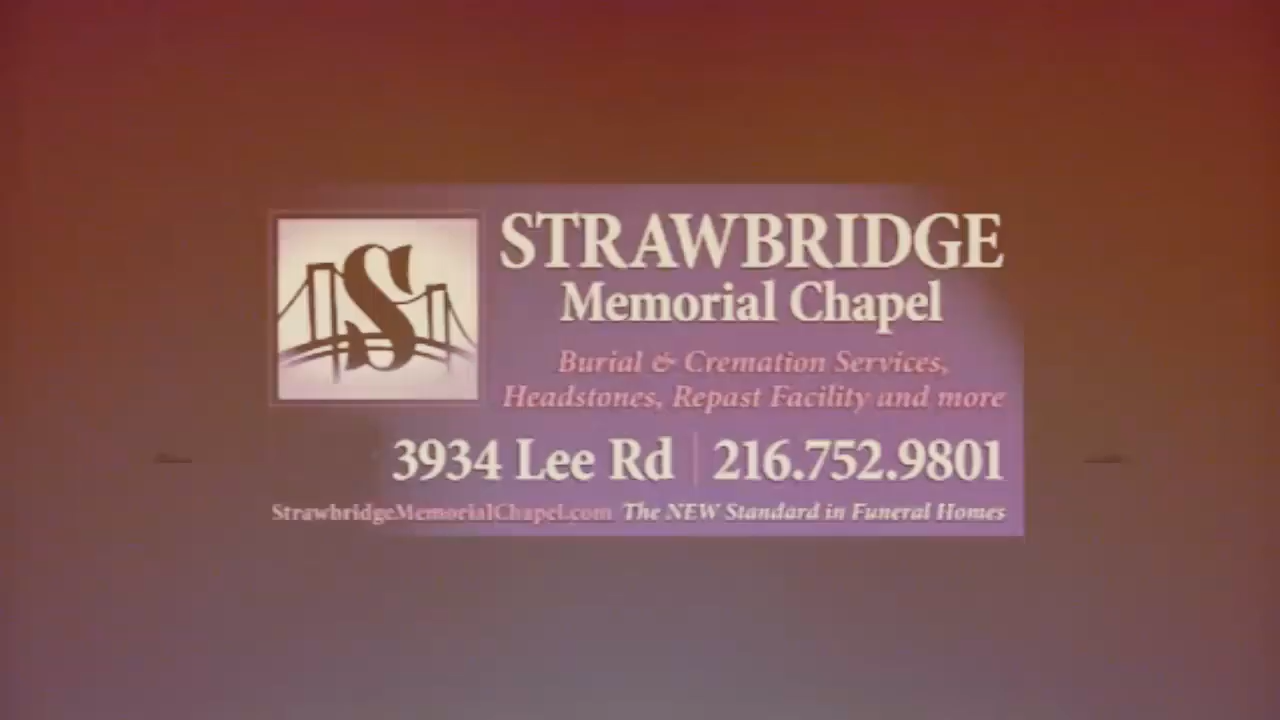 S
STRAWBRIDGE
Memorial Chapel
Burial & Cremation Services,
Headstones, Repast Facility and more
3934 Lee Rd | 216.752.9801
StrawbridgeMemorialChapel.com The NEW Standard in Funeral Homes